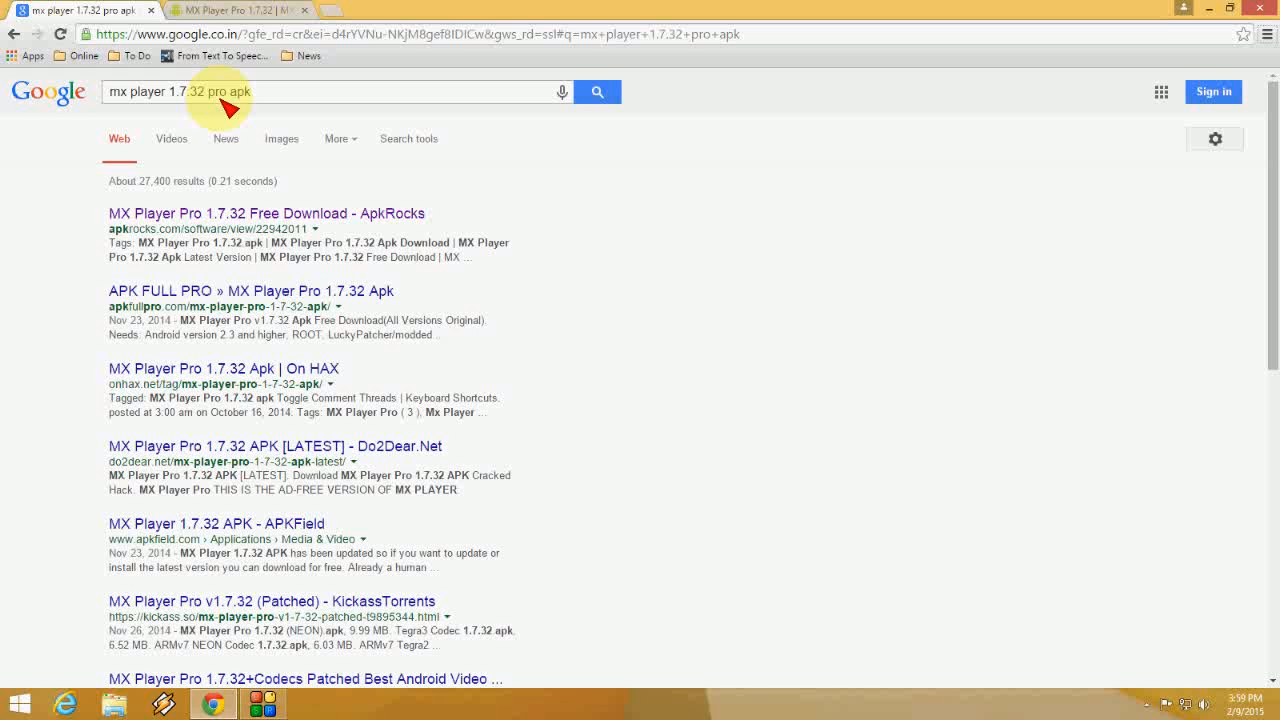 mx player 1.7.32 pro apk
MX Player Pro 1.7.32 | MX
https://www.google.co.in/?gfe_rd=cr&ei=d4rYVNu-NKjM8gef8IDICw&gws_rd=ssl#q=mx+player+1.7.32+pro+apk
Apps Online To Do From Text To Speec... News
Google mx player 1.7.32 pro apk Sign in
Web Videos News Images More Search tools
About 27,400 results (0.21 seconds)
MX Player Pro 1.7.32 Free Download - ApkRocks
apkrocks.com/software/view/22942011
Tags: MX Player Pro 1.7.32.apk | MX Player Pro 1.7.32 Apk Download | MX Player
Pro 1.7.32 Apk Latest Version | MX Player Pro 1.7.32 Free Download | MX ...
APK FULL PRO » MX Player Pro 1.7.32 Apk
apkfullpro.com/mx-player-pro-1-7-32-apk/
Nov 23, 2014 - MX Player Pro v1.7.32 Apk Free Download(All Versions Original).
Needs: Android version 2.3 and higher, ROOT, LuckyPatcher/modded...
MX Player Pro 1.7.32 Apk | On HAX
onhax.net/tag/mx-player-pro-1-7-32-apk/
Tagged: MX Player Pro 1.7.32 apk Toggle Comment Threads | Keyboard Shortcuts.
posted at 3:00 am on October 16, 2014. Tags: MX Player Pro ( 3 ), Mx Player ...
MX Player Pro 1.7.32 APK [LATEST] - Do2Dear.Net
do2dear.net/mx-player-pro-1-7-32-apk-latest/
MX Player Pro 1.7.32 APK [LATEST]. Download MX Player Pro 1.7.32 APK Cracked
Hack. MX Player Pro THIS IS THE AD-FREE VERSION OF MX PLAYER.
MX Player 1.7.32 APK - APKField
www.apkfield.com › Applications › Media & Video
Nov 23, 2014 - MX Player 1.7.32 APK has been updated so if you want to update or
install the latest version you can download for free. Already a human ...
MX Player Pro v1.7.32 (Patched) - KickassTorrents
https://kickass.so/mx-player-pro-v1-7-32-patched-t9895344.html
Nov 26, 2014 - MX Player Pro 1.7.32 (NEON).apk, 9.99 MB. Tegra3 Codec 1.7.32.apk,
6.52 MB. ARMv7 NEON Codec 1.7.32.apk, 6.03 MB. ARMv7 Tegra2...
MX Player Pro 1.7.32+Codecs Patched Best Android Video ...
3:59 PM
2/9/2015